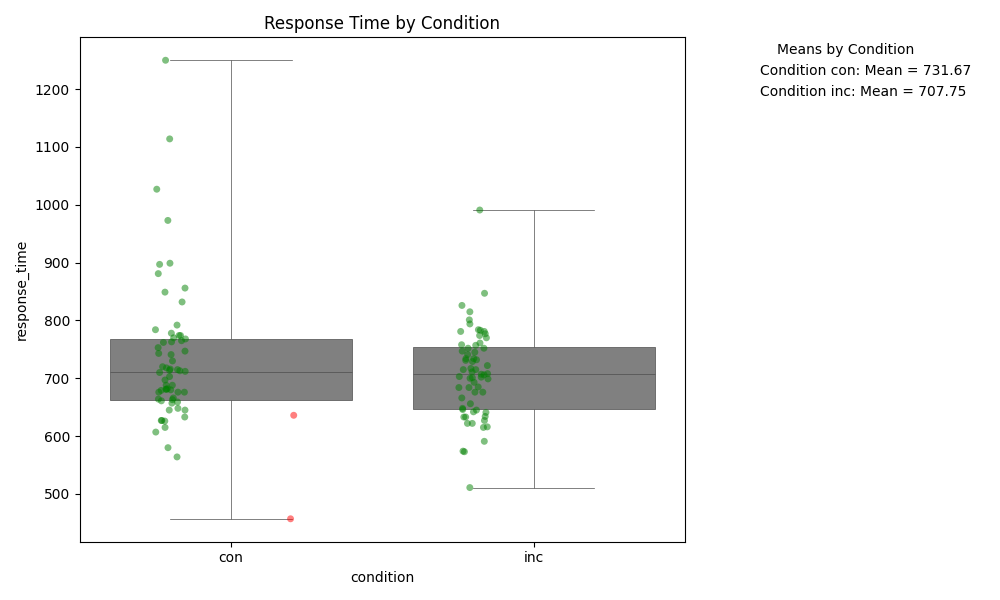 Response Time by Condition
Means by Condition
Condition con: Mean = 731.67
Condition inc: Mean = 707.75
response_time
1200
1100
1000
900
800
700
600
500
con inc
condition